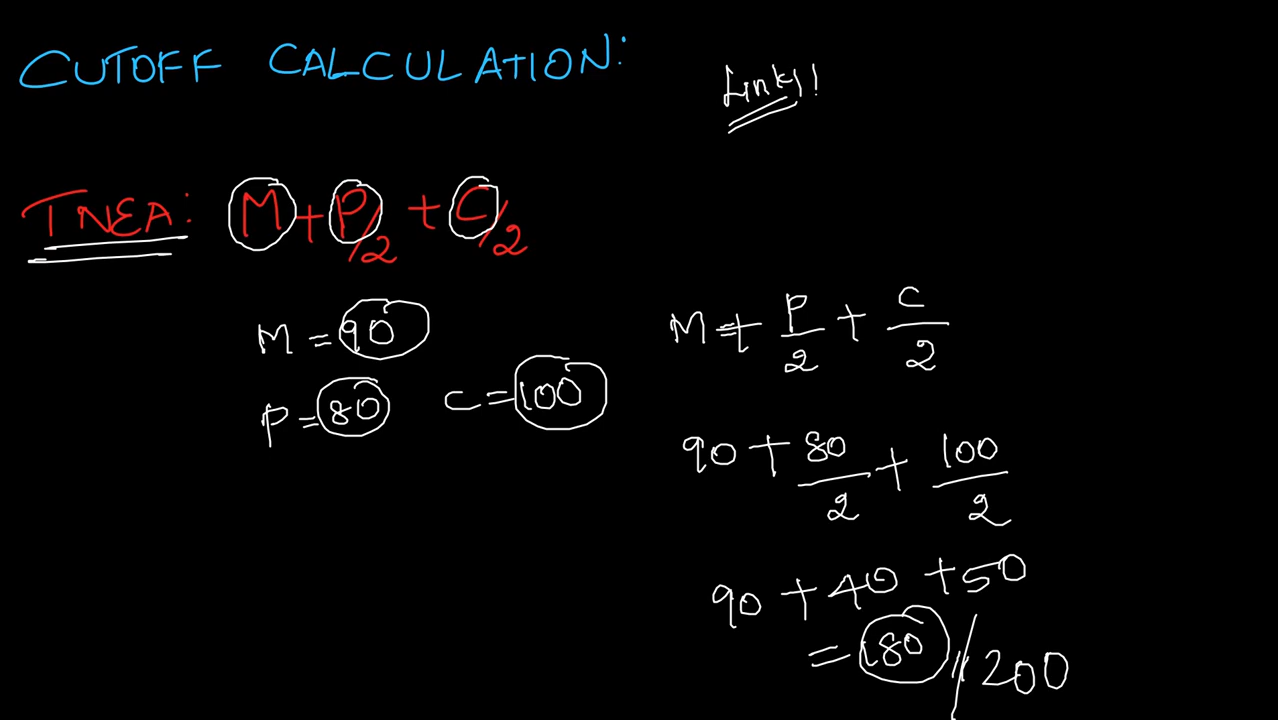 CUTOFF CALCULATION:
Links!
TNEA: M+P/2 + C/2
M = 90
P = 80
C = 100
M + P/2 + C/2
90 + 80/2 + 100/2
90 + 40 + 50
= 180 / 200